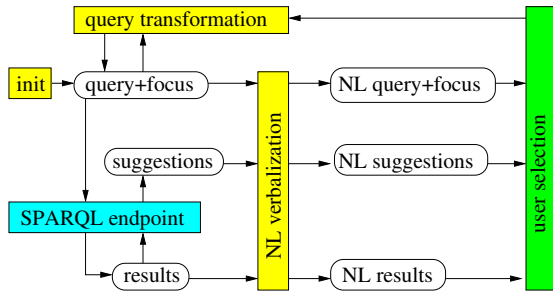 query transformation
init
query+focus
NL query+focus
suggestions
NL suggestions
SPARQL endpoint
results
NL results
NL verbalization
user selection